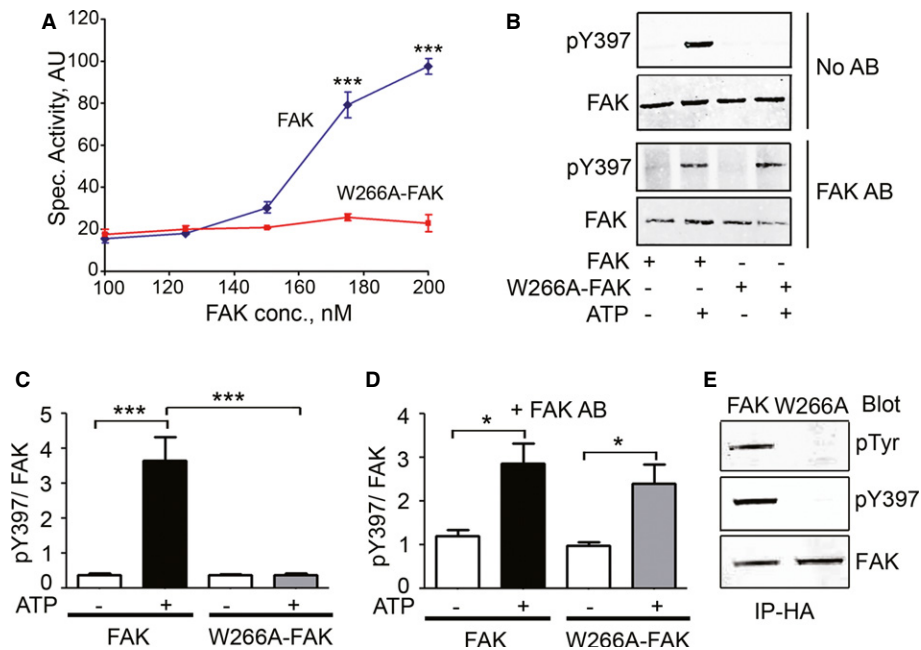 A
Spec. Activity, AU
120
100
80
60
40
20
0
***
***
FAK
W266A-FAK
100 120 140 160 180 200
FAK conc., nM
B
pY397
FAK
No AB
pY397
FAK
FAK AB
FAK + + - -
W266A-FAK - - + +
ATP - + - +
C
pY397/ FAK
5
4
3
2
1
0
*** ***
ATP - + - +
FAK W266A-FAK
D
pY397/ FAK
4
3
2
1
0
+ FAK AB
* *
ATP - + - +
FAK W266A-FAK
E
FAK W266A Blot
pTyr
pY397
FAK
IP-HA